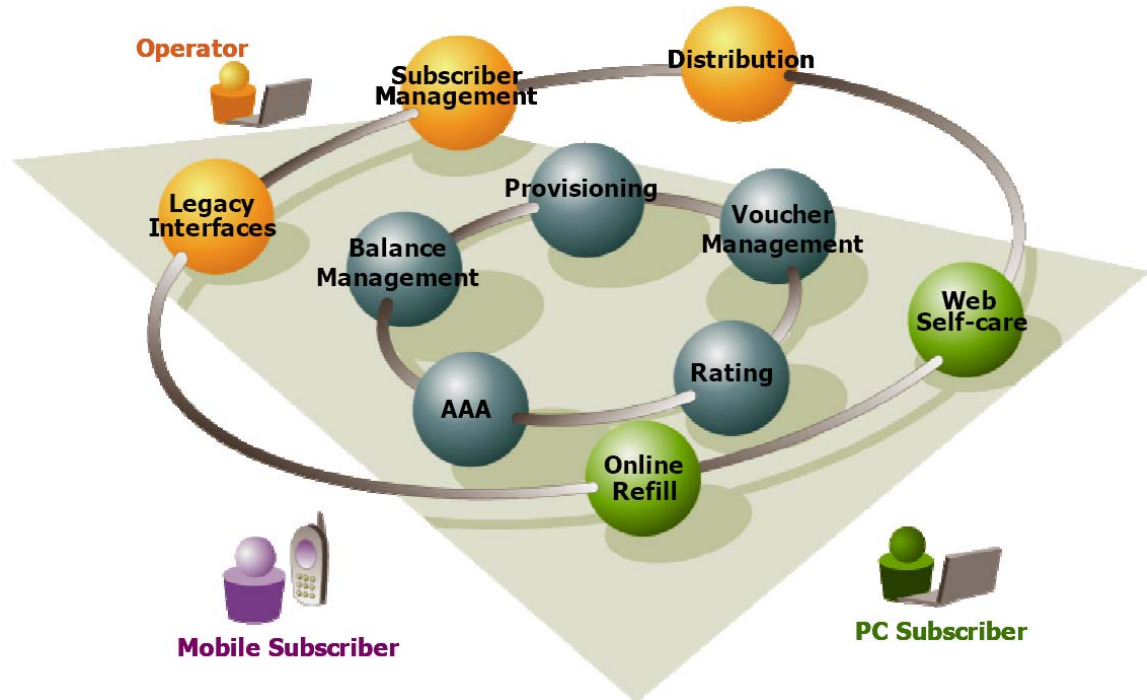 Operator
Subscriber
Management
Distribution
Legacy
Interfaces
Provisioning
Voucher
Management
Balance
Management
Web
Self-care
Rating
AAA
Online
Refill
Mobile Subscriber
PC Subscriber